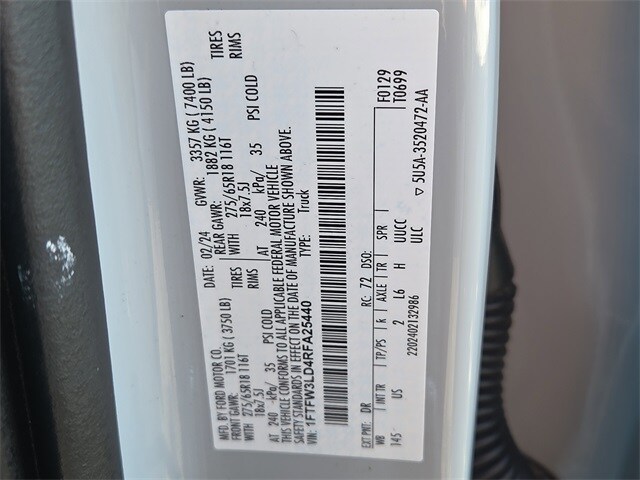 MFD. BY FORD MOTOR CO.
DATE: 02/24 GVWR: 3357 KG ( 7400 LB)
FRONT GAWR: 1701 KG ( 3750 LB) REAR GAWR: 1882 KG ( 4150 LB)
WITH 275/65R18 116T TIRES WITH 275/65R18 116T TIRES
18x7.5J RIMS 18x7.5J RIMS
AT 240 kPa/ 35 PSI COLD AT 240 kPa/ 35 PSI COLD
THIS VEHICLE CONFORMS TO ALL APPLICABLE FEDERAL MOTOR VEHICLE
SAFETY STANDARDS IN EFFECT ON THE DATE OF MANUFACTURE SHOWN ABOVE.
VIN: 1FTFW3LD4RFA25440 TYPE: Truck
F0129
T0699
EXT PNT: DR RC: 72 DSO:
WB INT TR TP/PS R AXLE TR SPR
145 US 2 L6 H UUCC
ULC
2202402132986
▽ 5U5A-3520472-AA